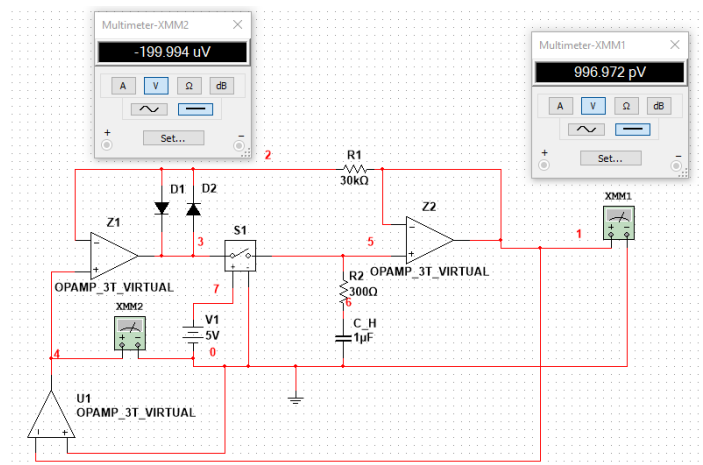 Multimeter-XMM2
-199.994 uV
A V Ω dB
+ Set... −
Multimeter-XMM1
996.972 pV
A V Ω dB
+ Set... −
2
R1
30kΩ
D1 D2
Z1
3
S1
5
Z2
OPAMP_3T_VIRTUAL
OPAMP_3T_VIRTUAL
XMM1
1
7
R2
300Ω
6
XMM2
V1
5V
C_H
1µF
4
0
U1
OPAMP_3T_VIRTUAL